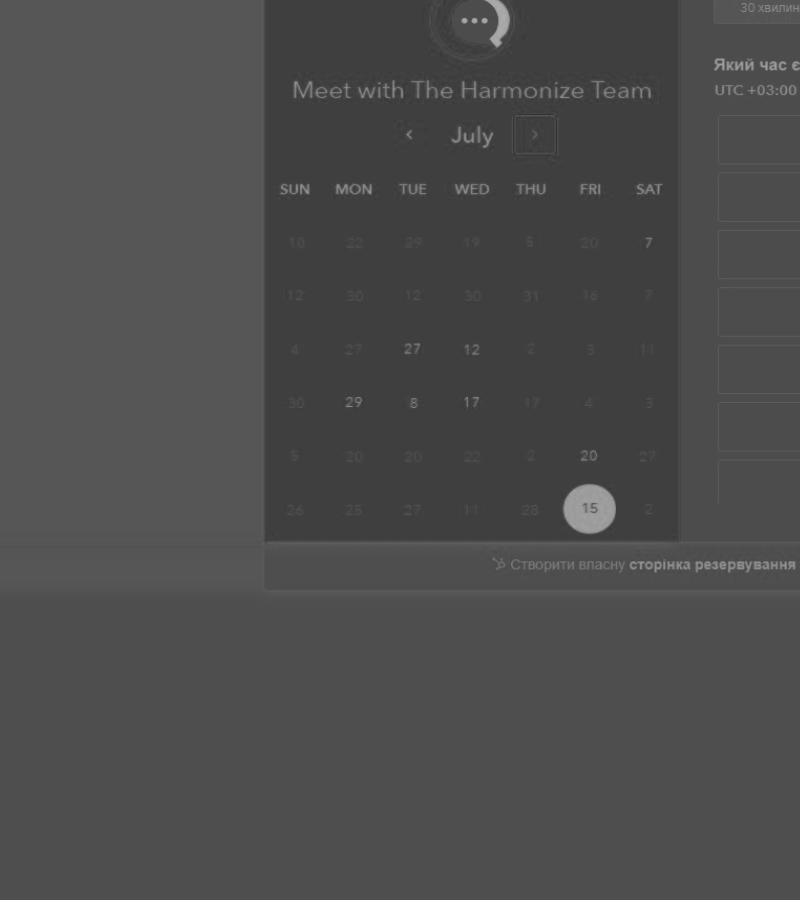 30 хвилин
Meet with The Harmonize Team
Який час є
UTC +03:00
July
SUN MON TUE WED THU FRI SAT
18 22 29 19 5 20 7
12 30 12 30 31 16 7
4 27 27 12 2 3 11
30 29 8 17 17 4 3
5 20 20 22 2 20 27
26 25 27 11 28 15 2
Створити власну сторінка резервування